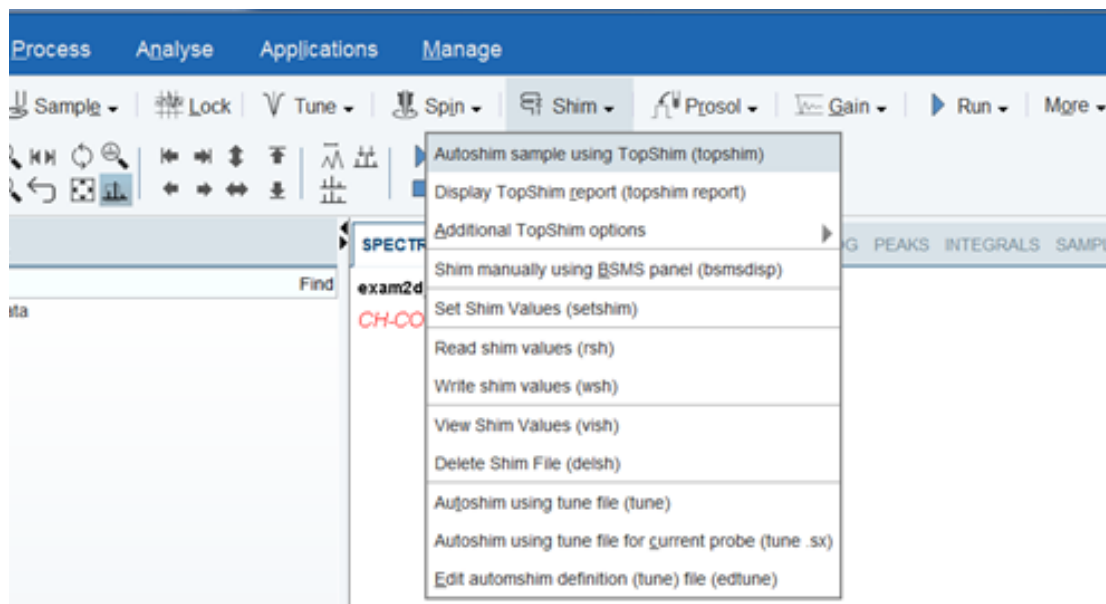 Process Analyse Applications Manage
Sample Lock Tune Spin Shim Prosol Gain Run More
Autoshim sample using TopShim (topshim)
Display TopShim report (topshim report)
Additional TopShim options
SPECTR PEAKS INTEGRALS
Find
Shim manually using BSMS panel (bsmsdisp)
exam2d
Set Shim Values (setshim)
CH-CO
Read shim values (rsh)
Write shim values (wsh)
View Shim Values (vish)
Delete Shim File (delsh)
Autoshim using tune file (tune)
Autoshim using tune file for current probe (tune .sx)
Edit automshim definition (tune) file (edtune)